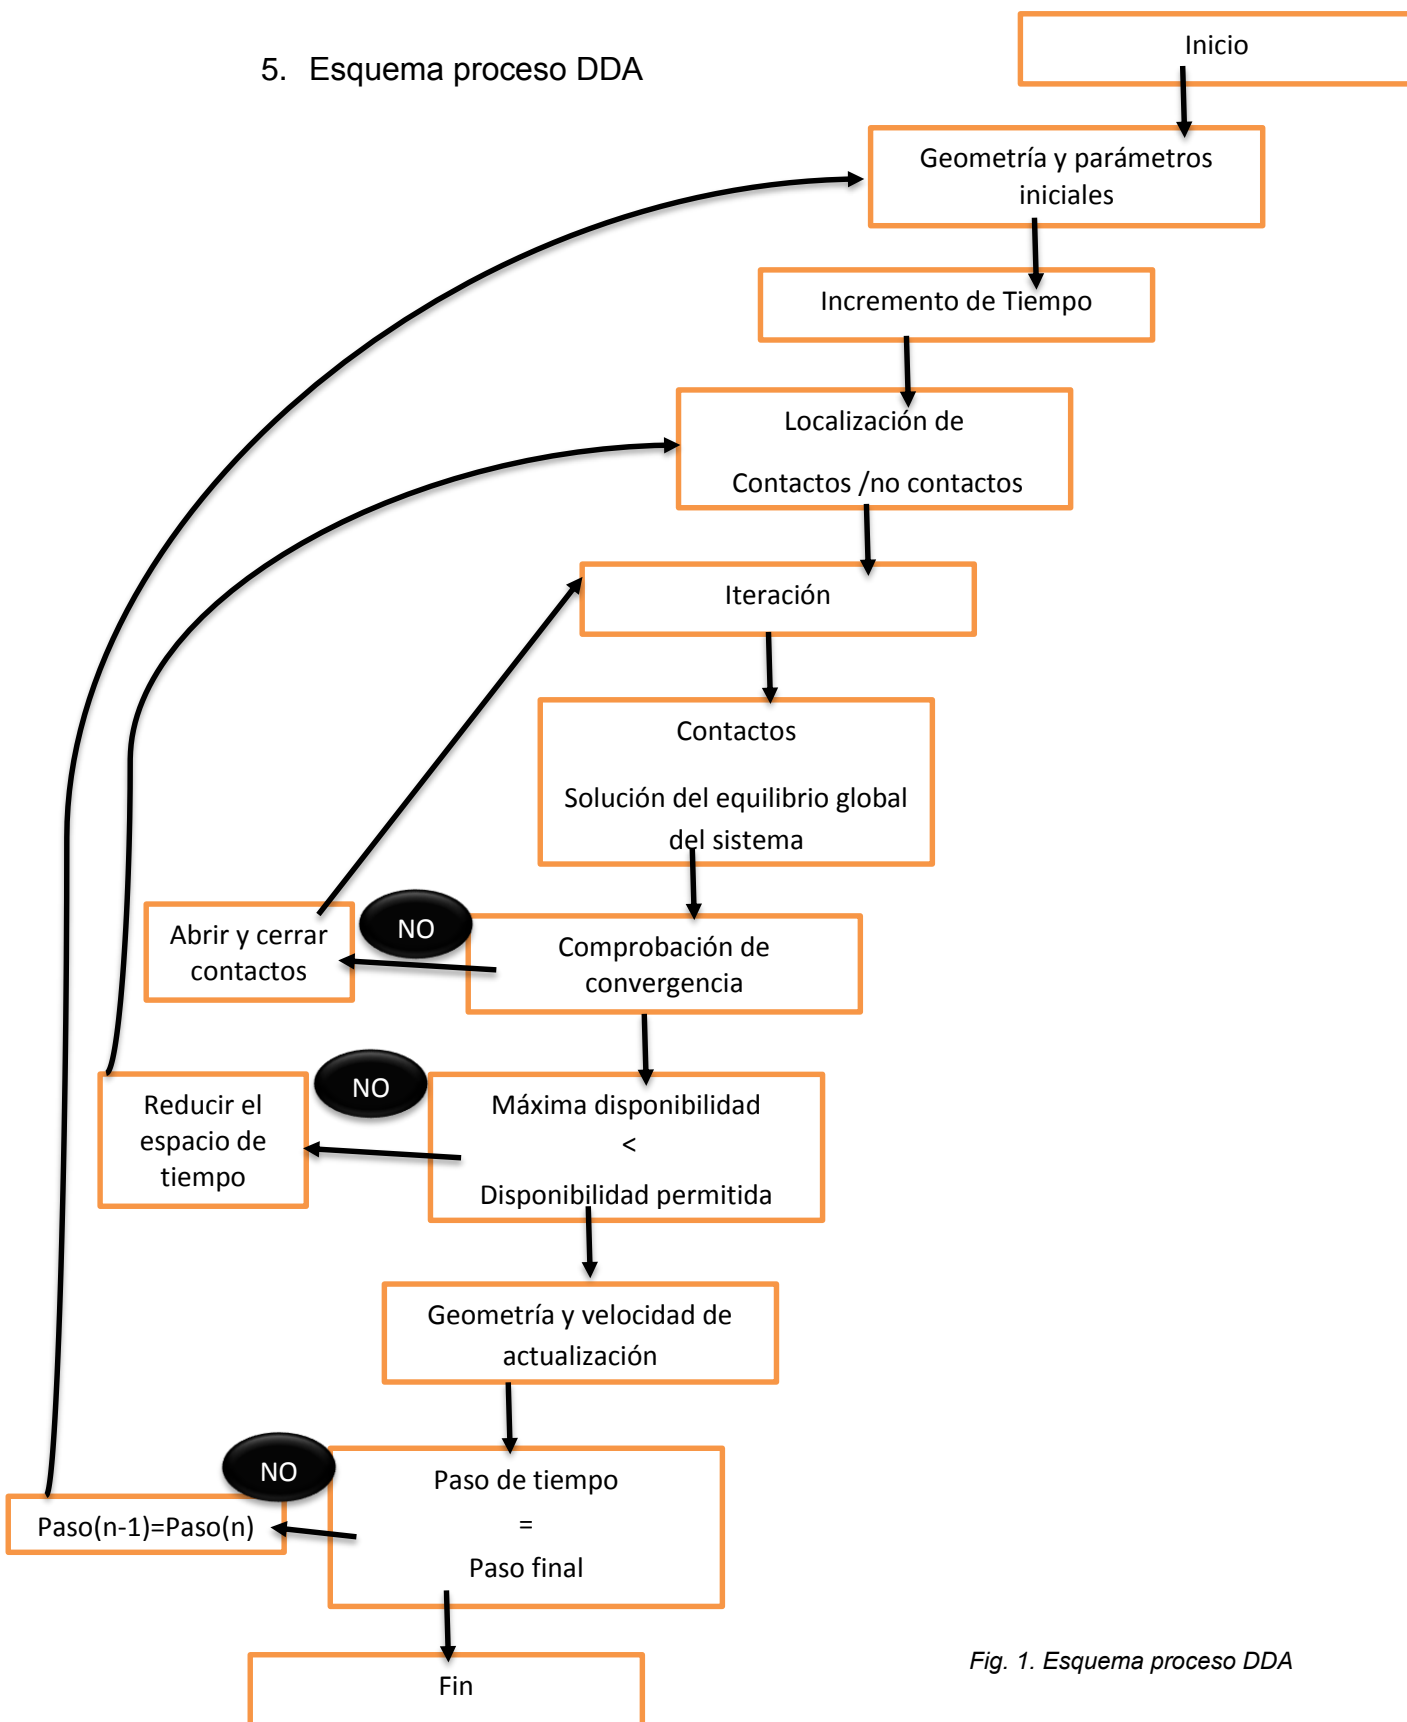 5. Esquema proceso DDA
Inicio
Geometría y parámetros
iniciales
Incremento de Tiempo
Localización de
Contactos /no contactos
Iteración
Contactos
Solución del equilibrio global
del sistema
Abrir y cerrar
contactos
NO
Comprobación de
convergencia
Reducir el
espacio de
tiempo
NO
Máxima disponibilidad
<
Disponibilidad permitida
Geometría y velocidad de
actualización
Paso(n-1)=Paso(n)
NO
Paso de tiempo
=
Paso final
Fin
Fig. 1. Esquema proceso DDA